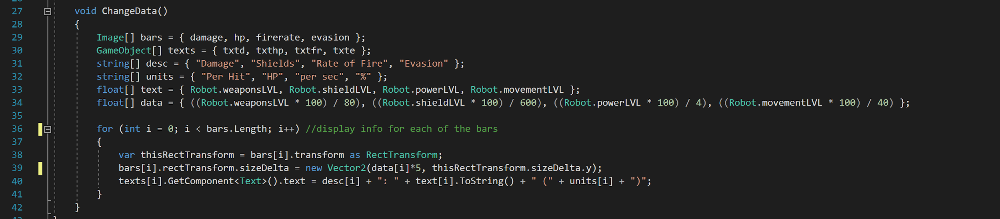 27 void ChangeData()
28 {
29 Image[] bars = { damage, hp, firerate, evasion };
30 GameObject[] texts = { txtd, txthp, txtfr, txte };
31 string[] desc = { "Damage", "Shields", "Rate of Fire", "Evasion" };
32 string[] units = { "Per Hit", "HP", "per sec", "%" };
33 float[] text = { Robot.weaponsLVL, Robot.shieldLVL, Robot.powerLVL, Robot.movementLVL };
34 float[] data = { ((Robot.weaponsLVL * 100) / 80), ((Robot.shieldLVL * 100) / 600), ((Robot.powerLVL * 100) / 4), ((Robot.movementLVL * 100) / 40) };
35
36 for (int i = 0; i < bars.Length; i++) //display info for each of the bars
37 {
38 var thisRectTransform = bars[i].transform as RectTransform;
39 bars[i].rectTransform.sizeDelta = new Vector2(data[i]*5, thisRectTransform.sizeDelta.y);
40 texts[i].GetComponent<Text>().text = desc[i] + ": " + text[i].ToString() + " (" + units[i] + ")";
41 }
42 }